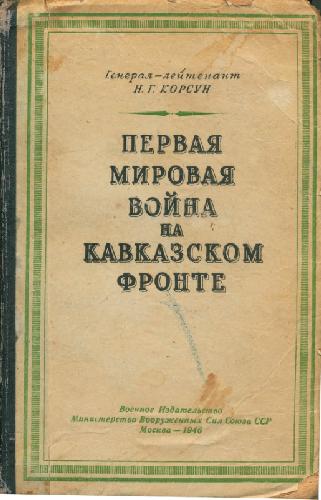 Генерал-лейтенант
Н. Г. КОРСУН
ПЕРВАЯ
МИРОВАЯ
ВОЙНА
НА
КАВКАЗСКОМ
ФРОНТЕ
Военное Издательство
Министерства Вооруженных Сил Союза ССР
Москва — 1946